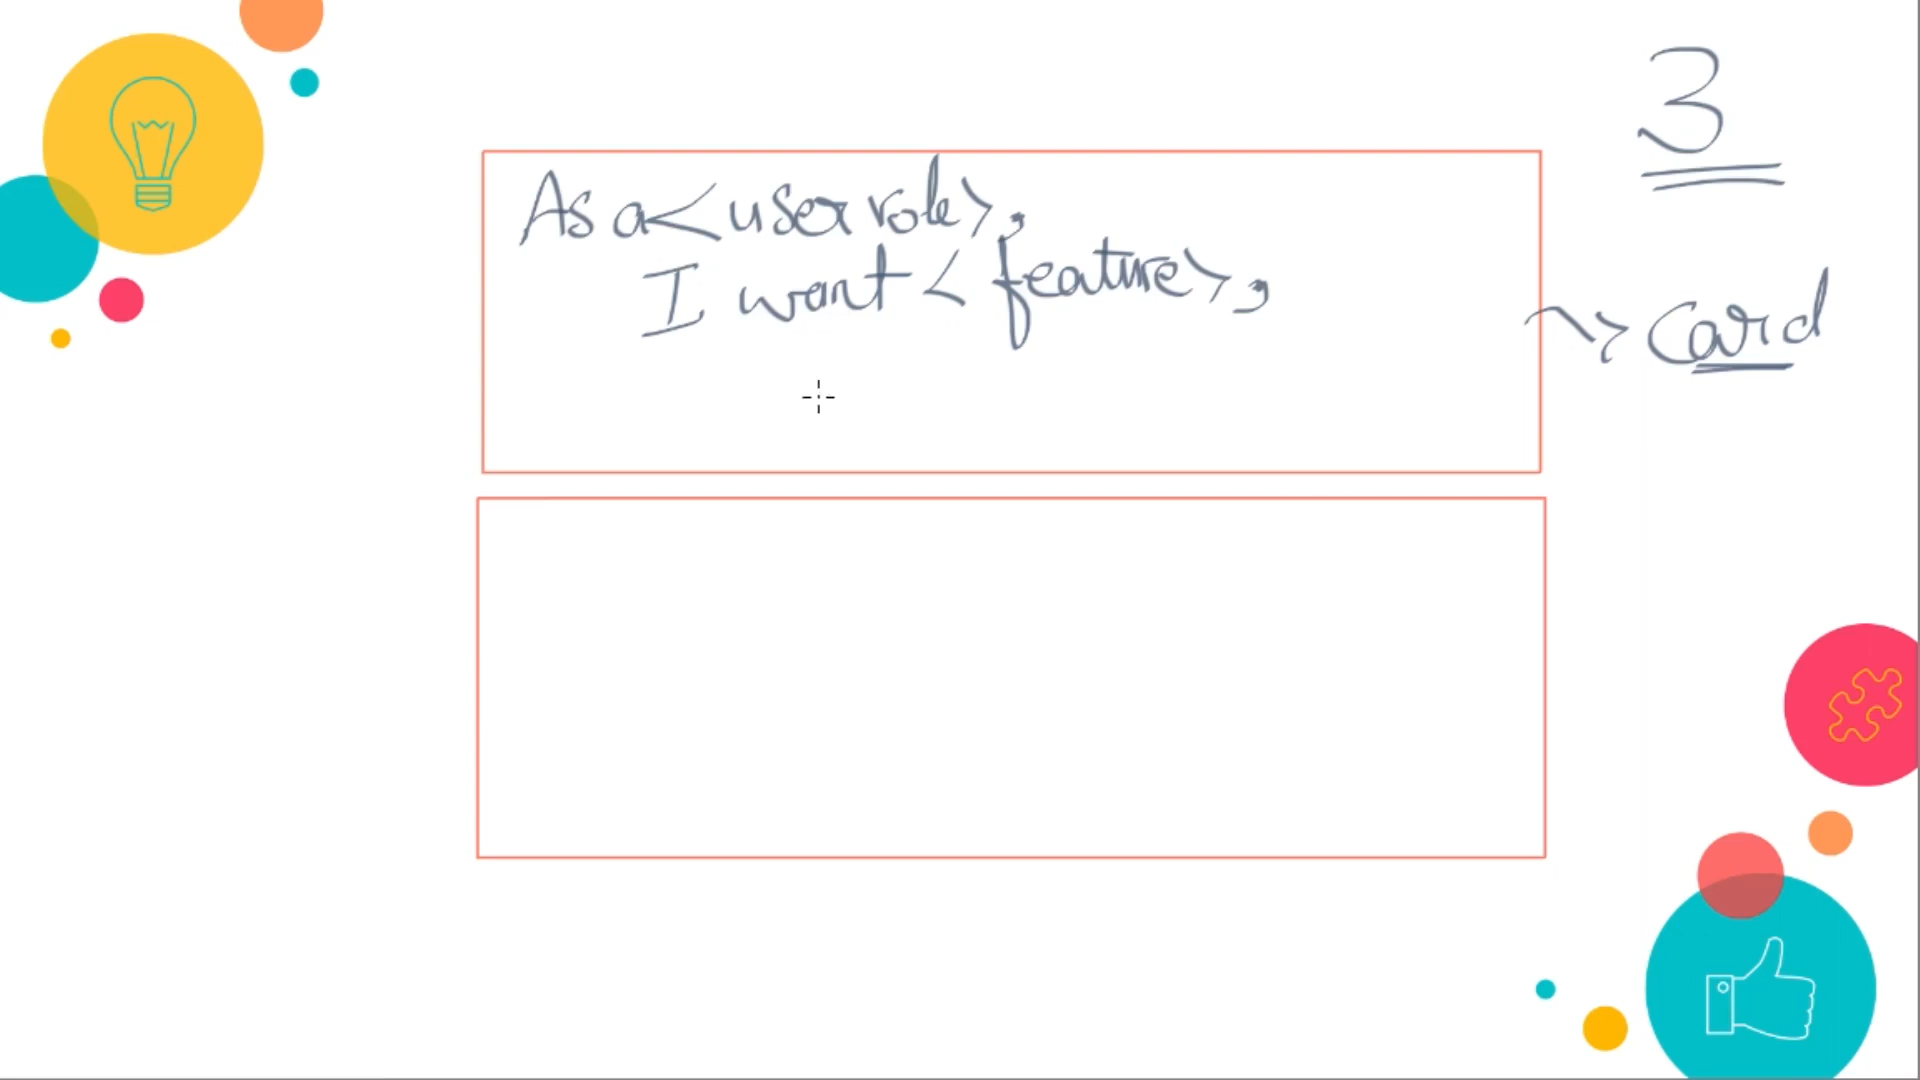 3
As a <user role>,
I want <feature>,
Card